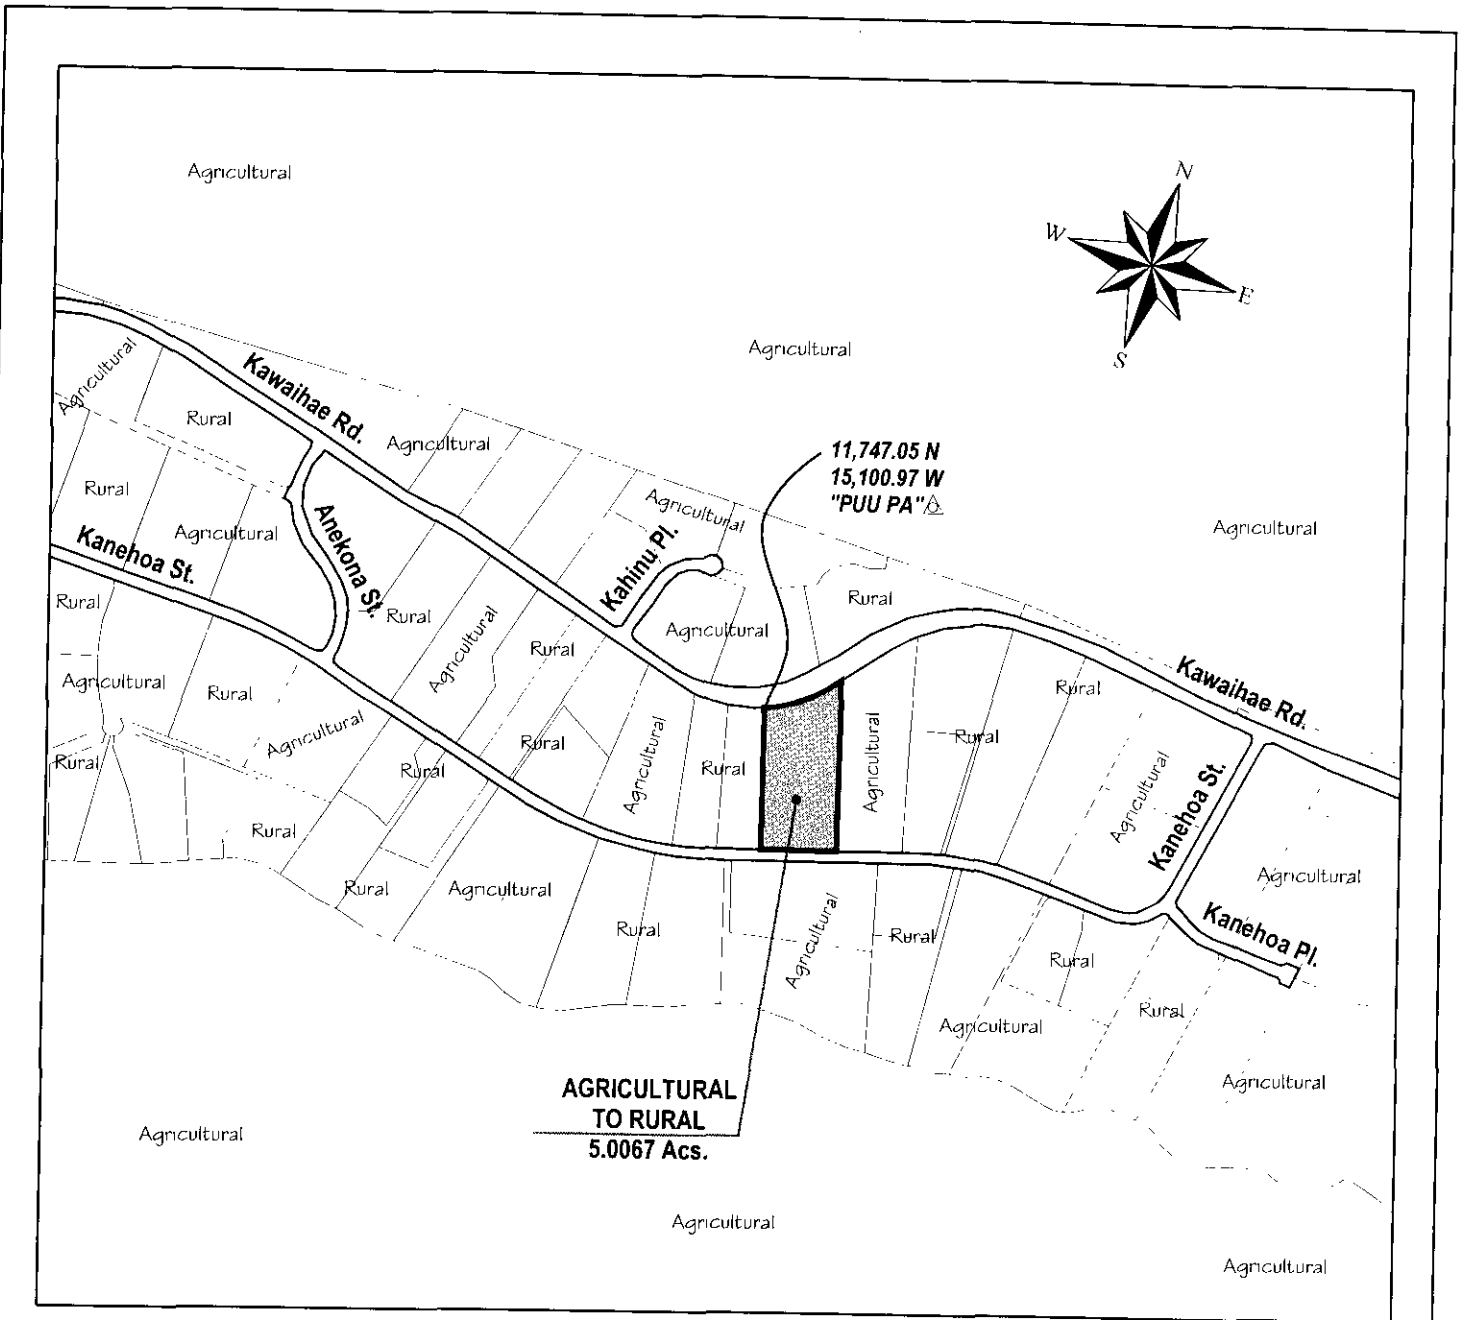 Agricultural
N
W
E
S
Agricultural
Agricultural
Rural
Kawaihae Rd.
Agricultural
11,747.05 N
15,100.97 W
"PUU PA"
Rural
Agricultural
Agricultural
Agricultural
Kanehoa St.
Anekona St.
Kahinu Pl.
Rural
Rural
Rural
Agricultural
Agricultural
Rural
Kawaihae Rd.
Rural
Agricultural
Rural
Agricultural
Rural
Rural
Agricultural
Rural
Agricultural
Rural
Agricultural
Kanehoa St.
Rural
Rural
Rural
Agricultural
Agricultural
Rural
Agricultural
Rural
Kanehoa Pl.
Rural
Rural
Agricultural
Agricultural
AGRICULTURAL
TO RURAL
5.0067 Acs.
Agricultural
Agricultural
Agricultural